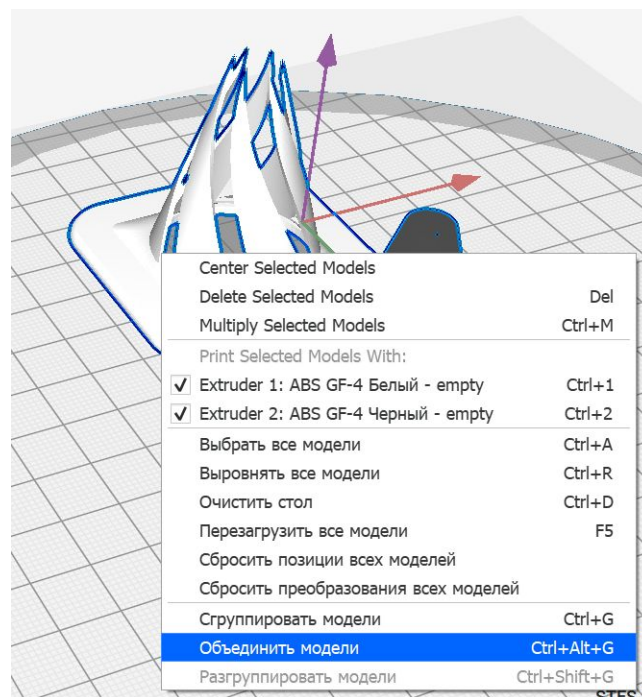 Center Selected Models
Delete Selected Models Del
Multiply Selected Models Ctrl+M
Print Selected Models With:
Extruder 1: ABS GF-4 Белый - empty Ctrl+1
Extruder 2: ABS GF-4 Черный - empty Ctrl+2
Выбрать все модели Ctrl+A
Выровнять все модели Ctrl+R
Очистить стол Ctrl+D
Перезагрузить все модели F5
Сбросить позиции всех моделей
Сбросить преобразования всех моделей
Сгруппировать модели Ctrl+G
Объединить модели Ctrl+Alt+G
Разгруппировать модели Ctrl+Shift+G